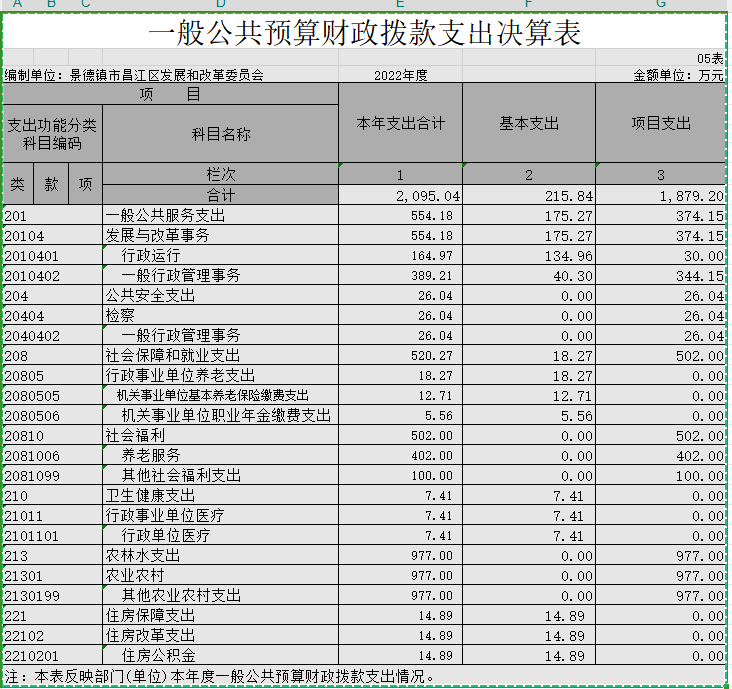 A B C D E F G
一般公共预算财政拨款支出决算表
05表
编制单位：景德镇市昌江区发展和改革委员会 2022年度 金额单位：万元
项 目 本年支出合计 基本支出 项目支出
支出功能分类科目编码 科目名称
类 款 项 栏次 1 2 3
合计 2,095.04 215.84 1,879.20
201 一般公共服务支出 554.18 175.27 374.15
20104 发展与改革事务 554.18 175.27 374.15
2010401 行政运行 164.97 134.96 30.00
2010402 一般行政管理事务 389.21 40.30 344.15
204 公共安全支出 26.04 0.00 26.04
20404 检察 26.04 0.00 26.04
2040402 一般行政管理事务 26.04 0.00 26.04
208 社会保障和就业支出 520.27 18.27 502.00
20805 行政事业单位养老支出 18.27 18.27 0.00
2080505 机关事业单位基本养老保险缴费支出 12.71 12.71 0.00
2080506 机关事业单位职业年金缴费支出 5.56 5.56 0.00
20810 社会福利 502.00 0.00 502.00
2081006 养老服务 402.00 0.00 402.00
2081099 其他社会福利支出 100.00 0.00 100.00
210 卫生健康支出 7.41 7.41 0.00
21011 行政事业单位医疗 7.41 7.41 0.00
2101101 行政单位医疗 7.41 7.41 0.00
213 农林水支出 977.00 0.00 977.00
21301 农业农村 977.00 0.00 977.00
2130199 其他农业农村支出 977.00 0.00 977.00
221 住房保障支出 14.89 14.89 0.00
22102 住房改革支出 14.89 14.89 0.00
2210201 住房公积金 14.89 14.89 0.00
注：本表反映部门(单位)本年度一般公共预算财政拨款支出情况。